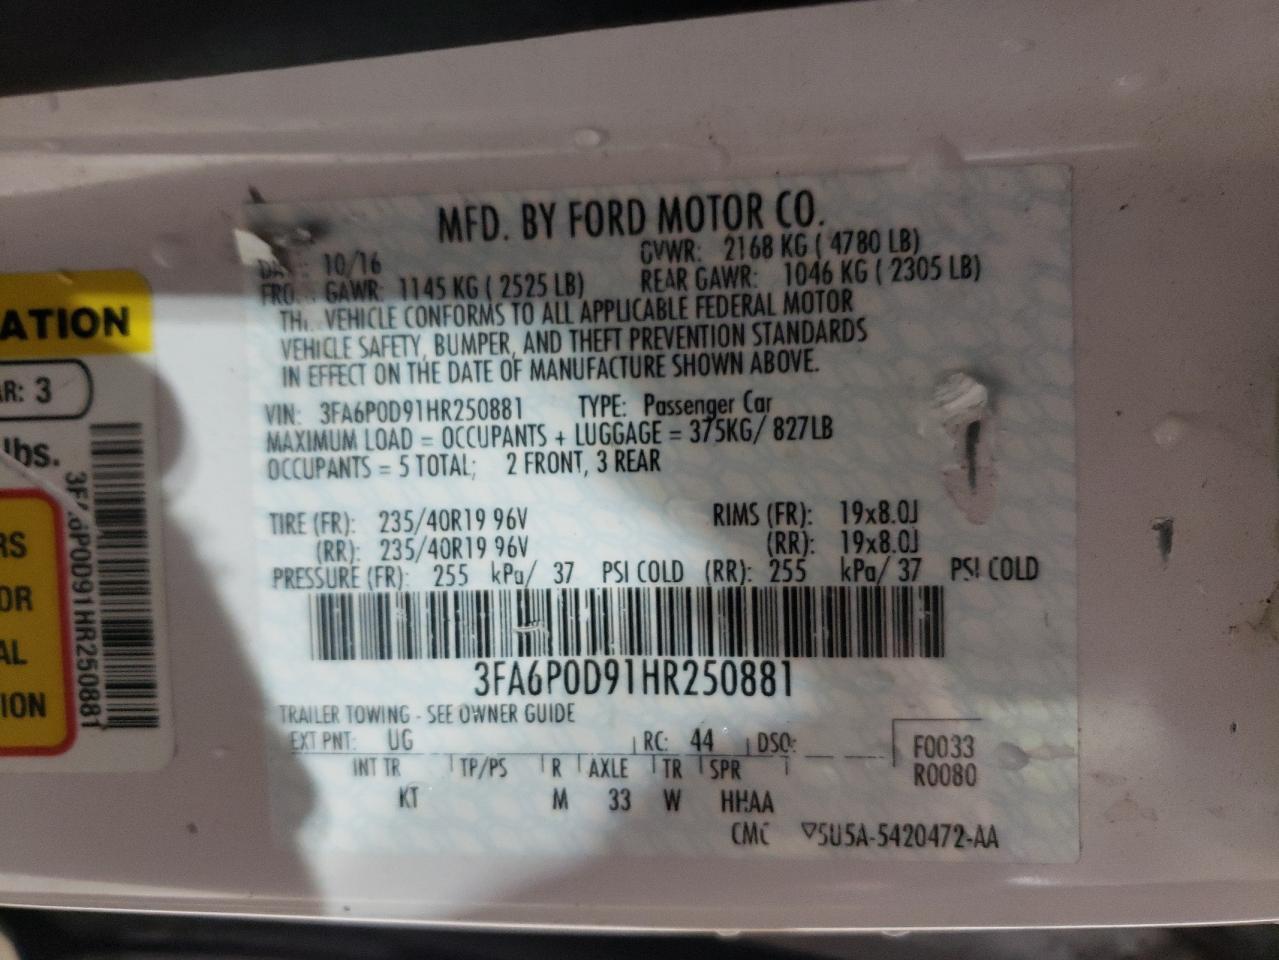 MFD. BY FORD MOTOR CO.
10/16 GVWR: 2168 KG ( 4780 LB)
GAWR: 1145 KG ( 2525 LB) REAR GAWR: 1046 KG ( 2305 LB)
VEHICLE CONFORMS TO ALL APPLICABLE FEDERAL MOTOR
VEHICLE SAFETY, BUMPER, AND THEFT PREVENTION STANDARDS
IN EFFECT ON THE DATE OF MANUFACTURE SHOWN ABOVE.
VIN: 3FA6P0D91HR250881 TYPE: Passenger Car
MAXIMUM LOAD = OCCUPANTS + LUGGAGE = 375KG/ 827LB
OCCUPANTS = 5 TOTAL; 2 FRONT, 3 REAR
TIRE (FR): 235/40R19 96V RIMS (FR): 19x8.0J
(RR): 235/40R19 96V (RR): 19x8.0J
PRESSURE (FR): 255 kPa/ 37 PSI COLD (RR): 255 kPa/ 37 PSI COLD
3FA6P0D91HR250881
TRAILER TOWING - SEE OWNER GUIDE
EXT PNT: UG RC: 44 DSO:
F0033
R0080
INT TR TP/PS R AXLE TR SPR
KT M 33 W HHAA
CMC ▽5U5A-5420472-AA
ATION
AR: 3
lbs.
RS
OR
AL
ION